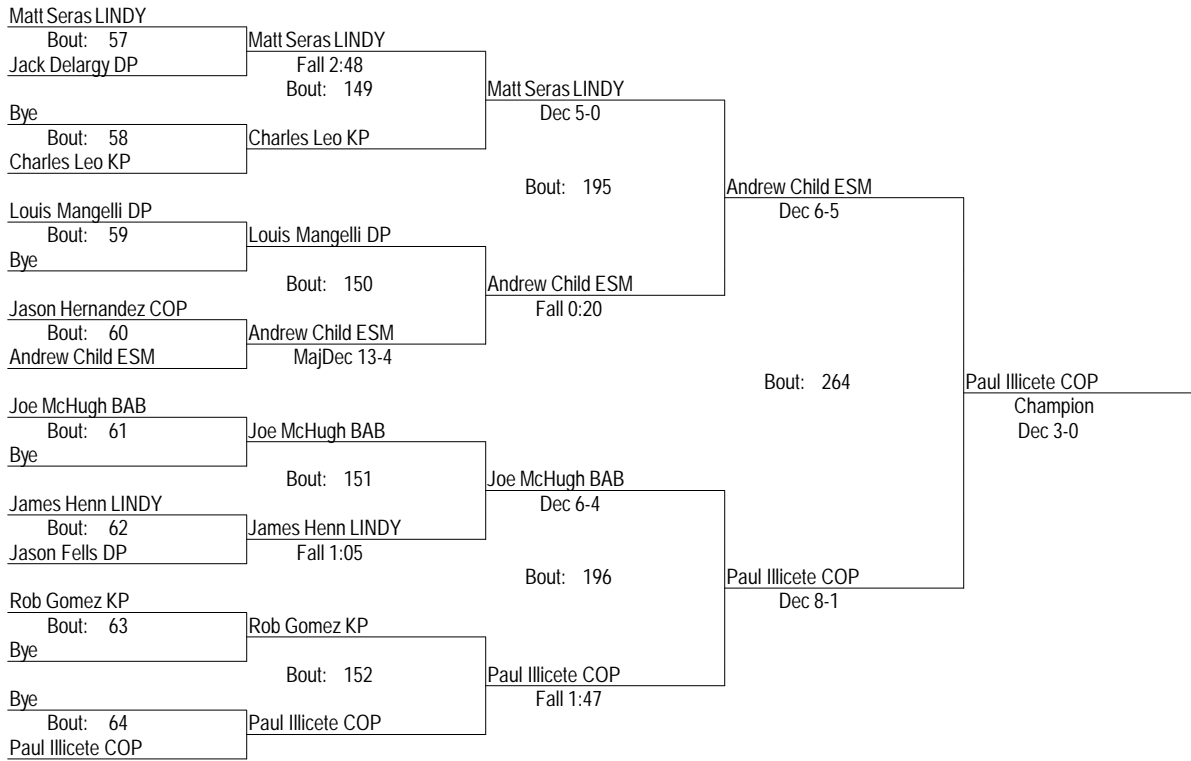 Matt Seras LINDY
Bout: 57
Matt Seras LINDY
Jack Delargy DP
Fall 2:48
Bout: 149
Matt Seras LINDY
Bye
Dec 5-0
Bout: 58
Charles Leo KP
Charles Leo KP
Bout: 195
Andrew Child ESM
Louis Mangelli DP
Dec 6-5
Bout: 59
Louis Mangelli DP
Bye
Bout: 150
Andrew Child ESM
Jason Hernandez COP
Fall 0:20
Bout: 60
Andrew Child ESM
Andrew Child ESM
MajDec 13-4
Bout: 264
Paul Illicete COP
Joe McHugh BAB
Champion
Bout: 61
Joe McHugh BAB
Dec 3-0
Bye
Bout: 151
Joe McHugh BAB
James Henn LINDY
Dec 6-4
Bout: 62
James Henn LINDY
Jason Fells DP
Fall 1:05
Bout: 196
Paul Illicete COP
Rob Gomez KP
Dec 8-1
Bout: 63
Rob Gomez KP
Bye
Bout: 152
Paul Illicete COP
Bye
Fall 1:47
Bout: 64
Paul Illicete COP
Paul Illicete COP